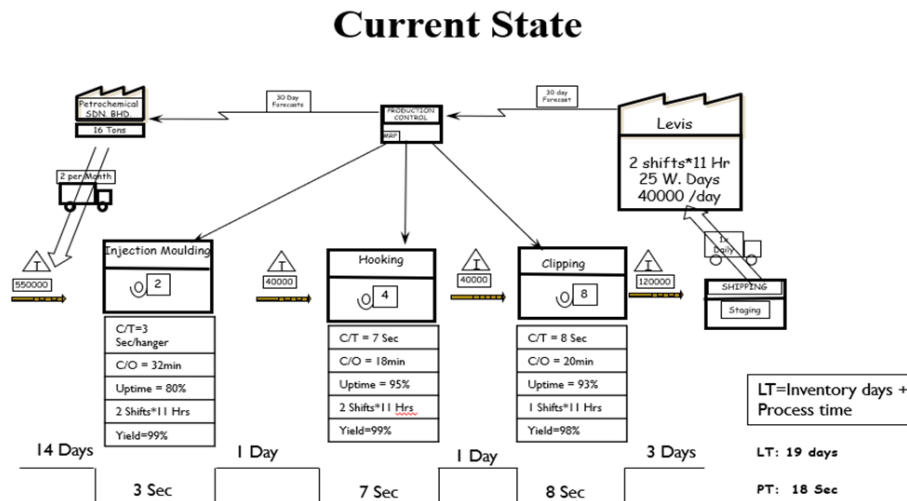 Current State
Petrochemical
SDN. BHD.
16 Tons
30 Day
Forecasts
PRODUCTION
CONTROL
MRP
30 day
Forecast
Levis
2 shifts*11 Hr
25 W. Days
40000 /day
2 per Month
1x
Daily
SHIPPING
Staging
I
550000
Injection Moulding
2
I
40000
Hooking
4
I
40000
Clipping
8
I
120000
C/T=3
Sec/hanger
C/O = 32min
Uptime = 80%
2 Shifts*11 Hrs
Yield=99%
C/T = 7 Sec
C/O = 18min
Uptime = 95%
2 Shifts*11 Hrs
Yield=99%
C/T = 8 Sec
C/O = 20min
Uptime = 93%
1 Shifts*11 Hrs
Yield=98%
LT=Inventory days +
Process time
14 Days
1 Day
1 Day
3 Days
3 Sec
7 Sec
8 Sec
LT: 19 days
PT: 18 Sec